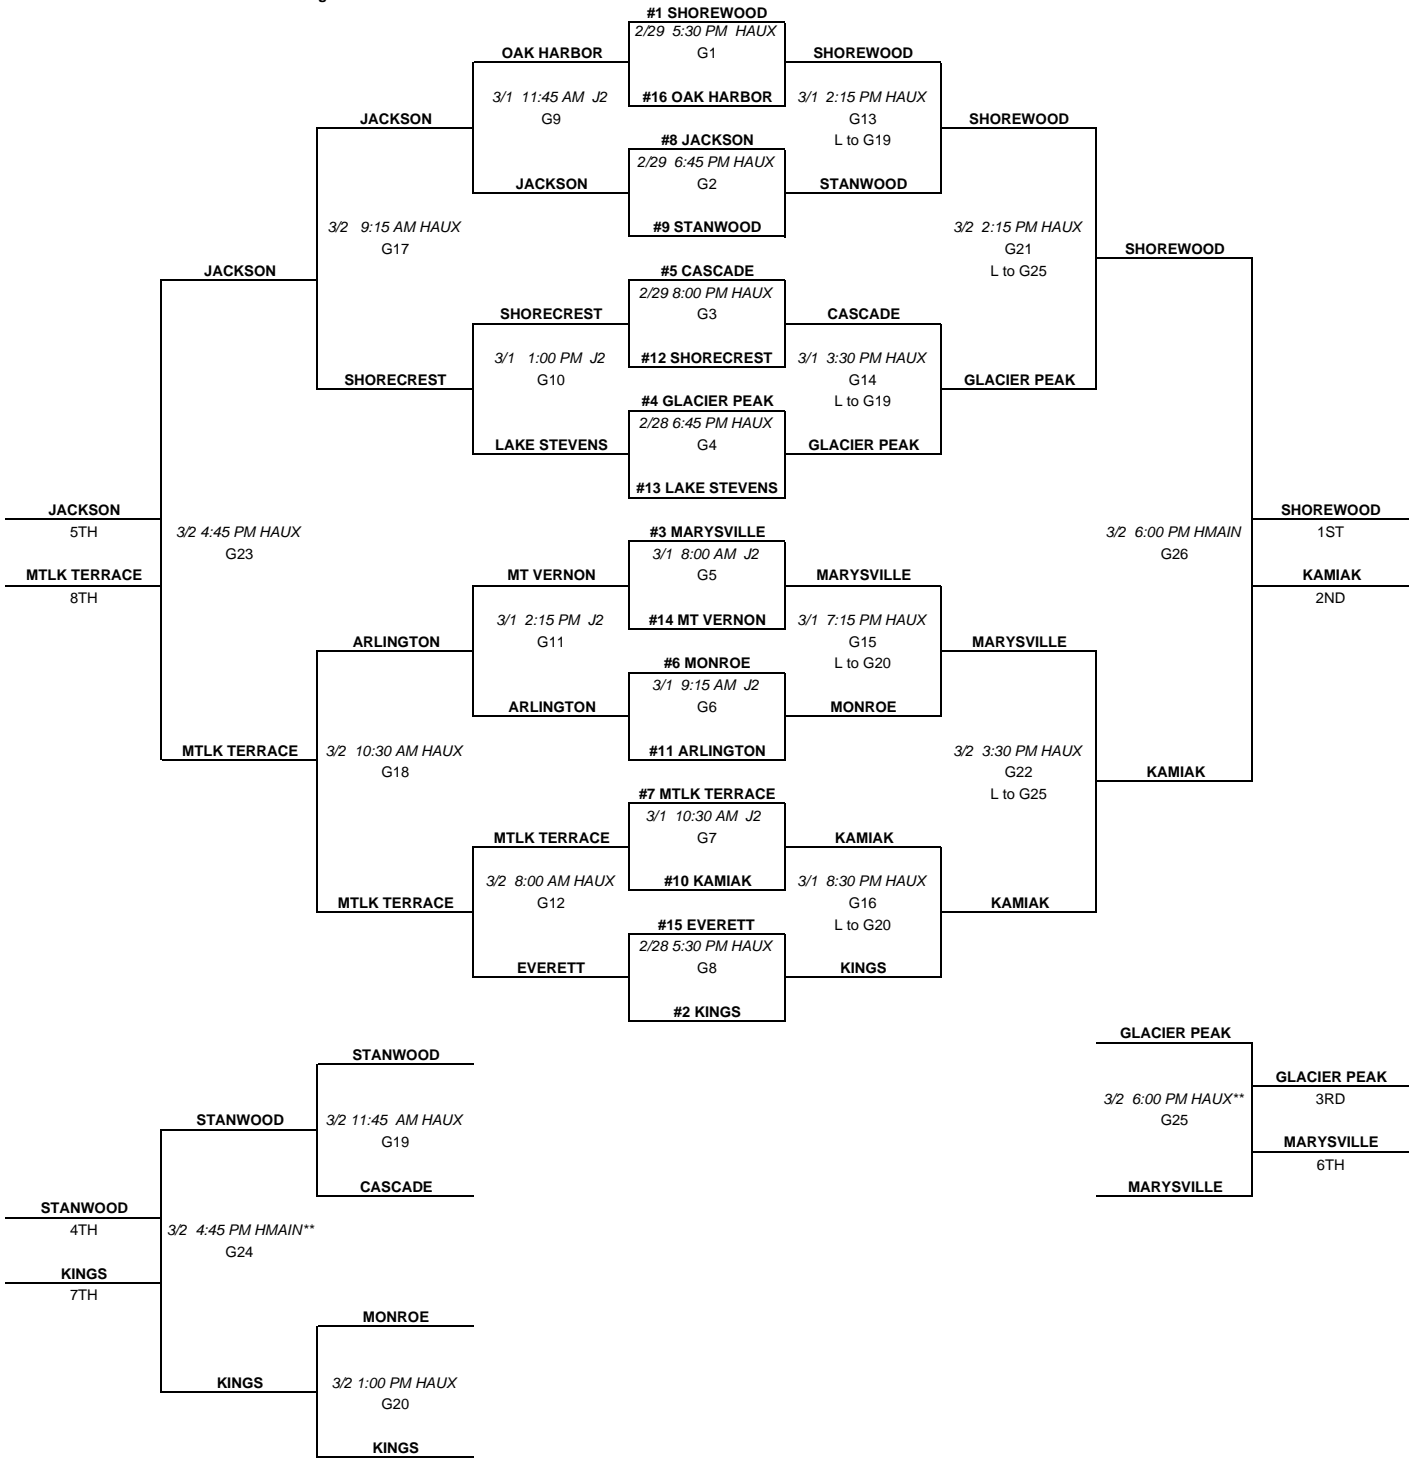 #1 SHOREWOOD
2/29 5:30 PM HAUX
OAK HARBOR
G1
SHOREWOOD
3/1 11:45 AM J2
#16 OAK HARBOR
3/1 2:15 PM HAUX
JACKSON
G9
G13
SHOREWOOD
#8 JACKSON
L to G19
2/29 6:45 PM HAUX
JACKSON
G2
STANWOOD
3/2 9:15 AM HAUX
#9 STANWOOD
3/2 2:15 PM HAUX
G17
G21
SHOREWOOD
JACKSON
#5 CASCADE
L to G25
2/29 8:00 PM HAUX
SHORECREST
G3
CASCADE
3/1 1:00 PM J2
#12 SHORECREST
3/1 3:30 PM HAUX
SHORECREST
G10
G14
GLACIER PEAK
#4 GLACIER PEAK
L to G19
2/28 6:45 PM HAUX
LAKE STEVENS
G4
GLACIER PEAK
#13 LAKE STEVENS
JACKSON
SHOREWOOD
5TH
3/2 4:45 PM HAUX
#3 MARYSVILLE
3/2 6:00 PM HMAIN
1ST
G23
3/1 8:00 AM J2
G26
MTLK TERRACE
MT VERNON
G5
MARYSVILLE
KAMIAK
8TH
2ND
3/1 2:15 PM J2
#14 MT VERNON
3/1 7:15 PM HAUX
ARLINGTON
G11
G15
MARYSVILLE
#6 MONROE
L to G20
3/1 9:15 AM J2
ARLINGTON
G6
MONROE
MTLK TERRACE
3/2 10:30 AM HAUX
#11 ARLINGTON
3/2 3:30 PM HAUX
G18
G22
KAMIAK
#7 MTLK TERRACE
L to G25
3/1 10:30 AM J2
MTLK TERRACE
G7
KAMIAK
3/2 8:00 AM HAUX
#10 KAMIAK
3/1 8:30 PM HAUX
MTLK TERRACE
G12
G16
KAMIAK
#15 EVERETT
L to G20
2/28 5:30 PM HAUX
EVERETT
G8
KINGS
#2 KINGS
GLACIER PEAK
STANWOOD
GLACIER PEAK
3/2 6:00 PM HAUX**
3RD
STANWOOD
3/2 11:45 AM HAUX
G25
G19
MARYSVILLE
6TH
CASCADE
MARYSVILLE
STANWOOD
4TH
3/2 4:45 PM HMAIN**
G24
KINGS
7TH
MONROE
KINGS
3/2 1:00 PM HAUX
G20
KINGS